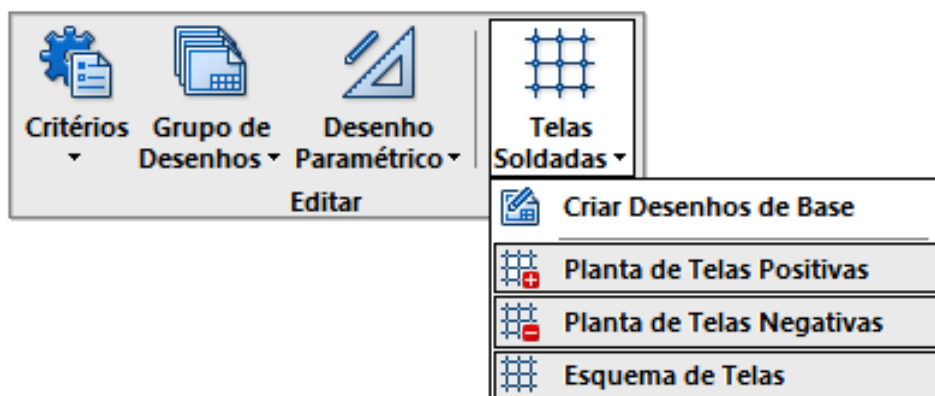 Critérios
Grupo de
Desenhos
Desenho
Paramétrico
Telas
Soldadas
Editar
Criar Desenhos de Base
Planta de Telas Positivas
Planta de Telas Negativas
Esquema de Telas